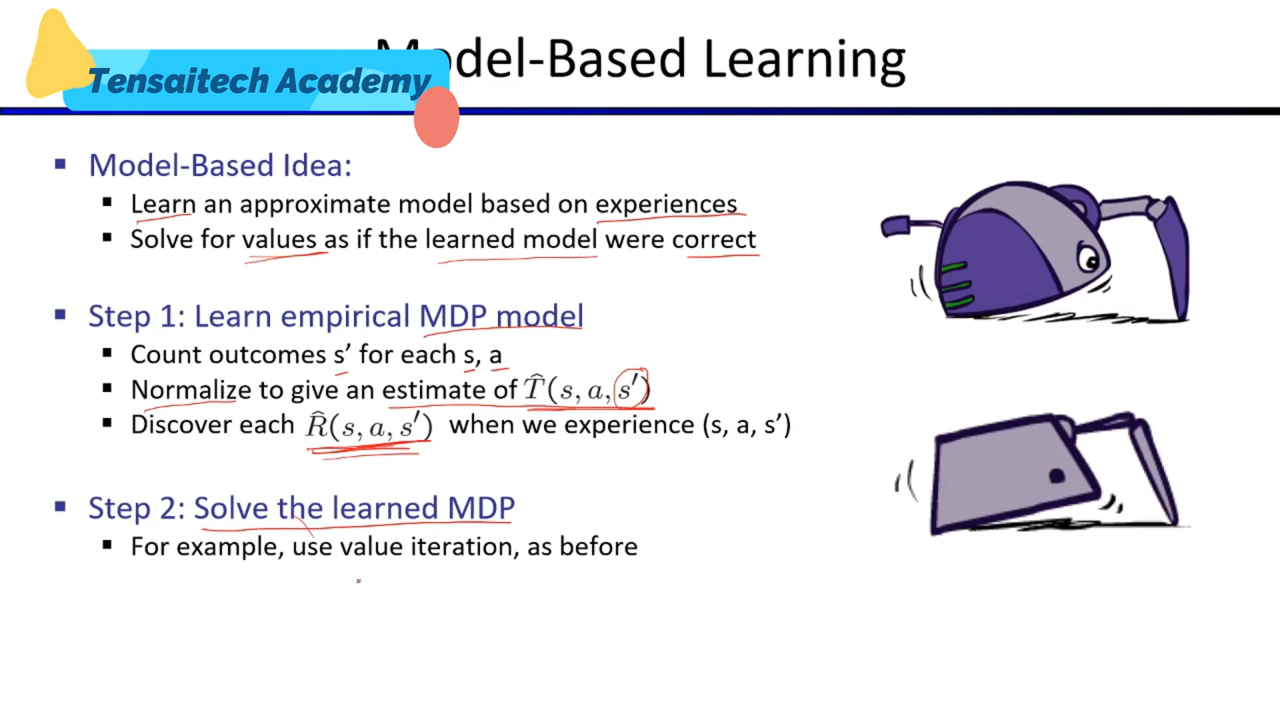 Model-Based Learning
Tensaitech Academy
Model-Based Idea:
Learn an approximate model based on experiences
Solve for values as if the learned model were correct
Step 1: Learn empirical MDP model
Count outcomes s’ for each s, a
Normalize to give an estimate of T̂(s, a, s′)
Discover each R̂(s, a, s′) when we experience (s, a, s’)
Step 2: Solve the learned MDP
For example, use value iteration, as before